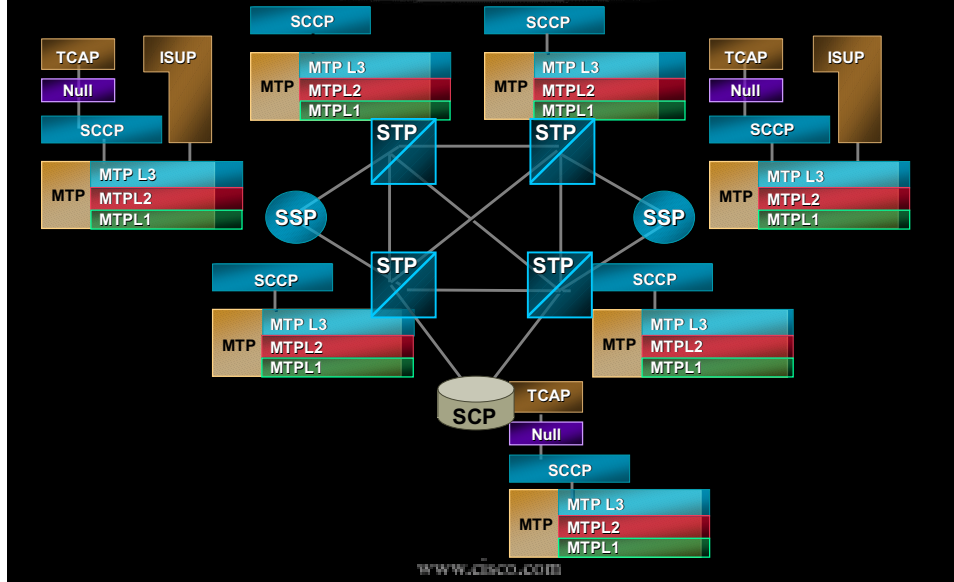 SCCP
SCCP
TCAP
ISUP
TCAP
ISUP
MTP
MTP L3
MTPL2
MTPL1
MTP
MTP L3
MTPL2
MTPL1
Null
Null
SCCP
SCCP
STP
STP
MTP
MTP L3
MTPL2
MTPL1
MTP
MTP L3
MTPL2
MTPL1
SSP
SSP
STP
STP
SCCP
SCCP
MTP
MTP L3
MTPL2
MTPL1
MTP
MTP L3
MTPL2
MTPL1
SCP
TCAP
Null
SCCP
MTP
MTP L3
MTPL2
MTPL1
www.cisco.com